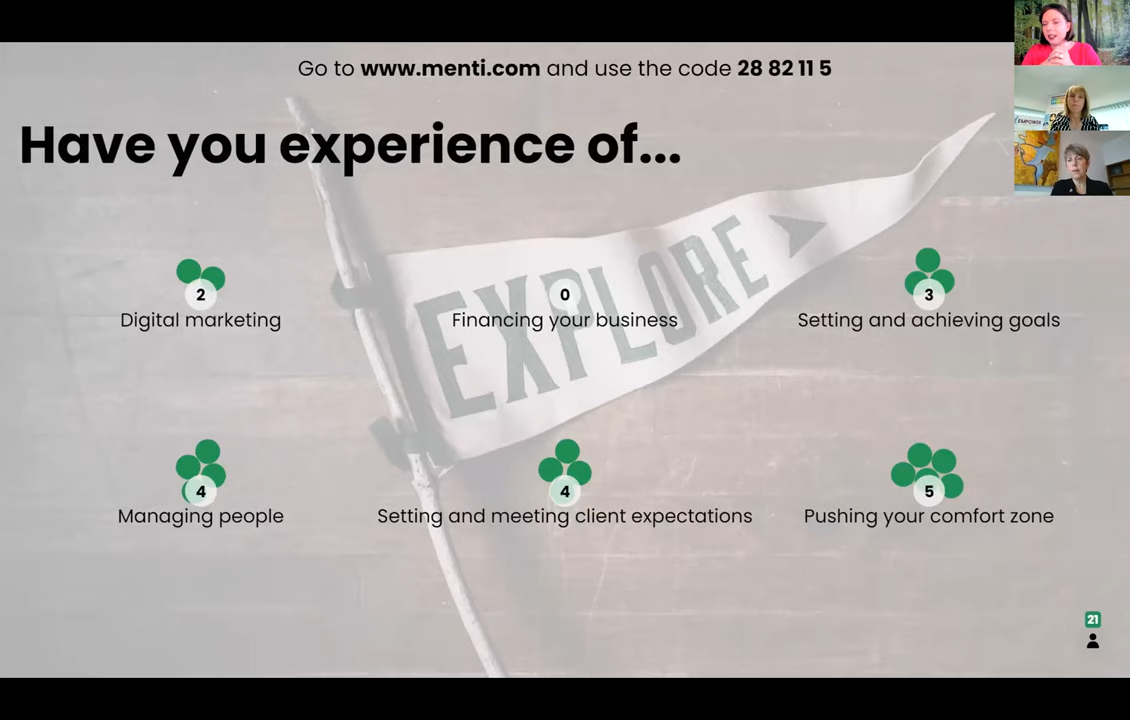 Go to www.menti.com and use the code 28 82 11 5
Have you experience of...
EXPLORE
2
Digital marketing
0
Financing your business
3
Setting and achieving goals
4
Managing people
4
Setting and meeting client expectations
5
Pushing your comfort zone
21
EMPOWER